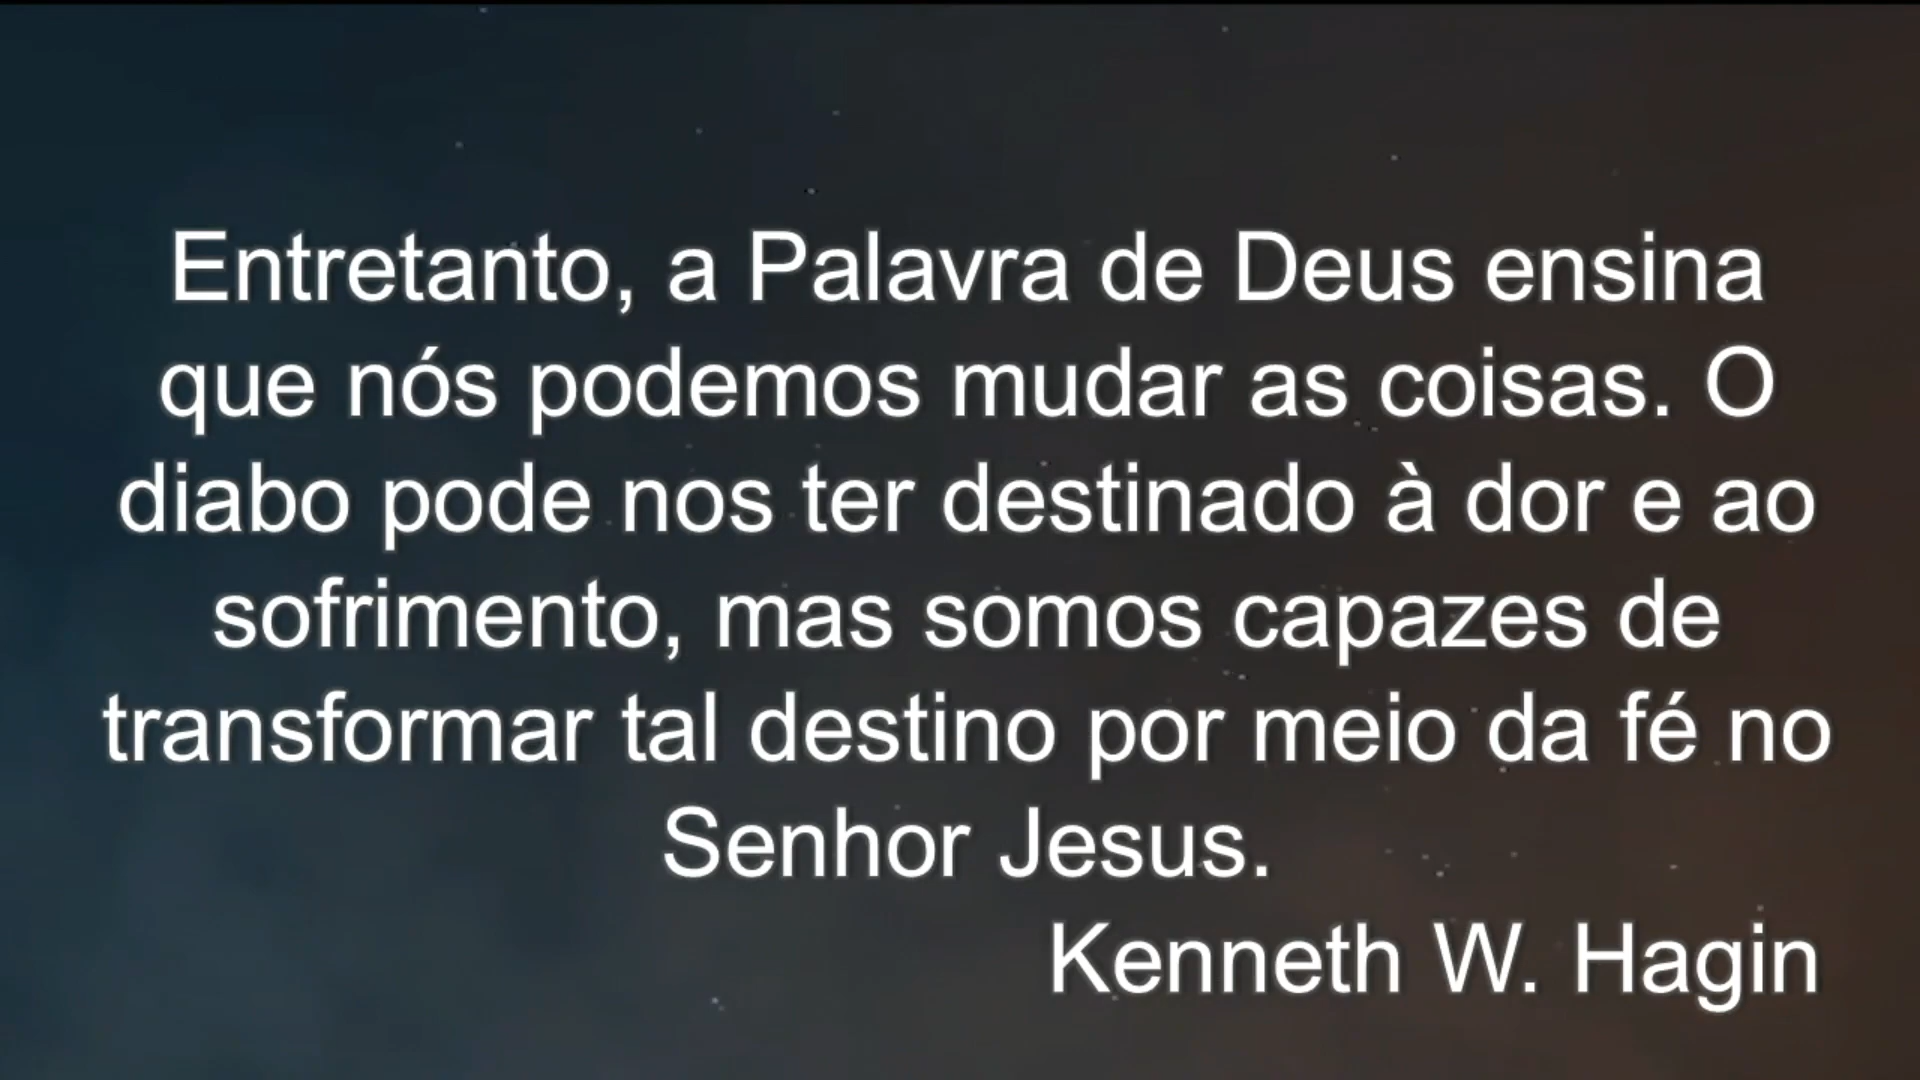 Entretanto, a Palavra de Deus ensina
que nós podemos mudar as coisas. O
diabo pode nos ter destinado à dor e ao
sofrimento, mas somos capazes de
transformar tal destino por meio da fé no
Senhor Jesus.
Kenneth W. Hagin